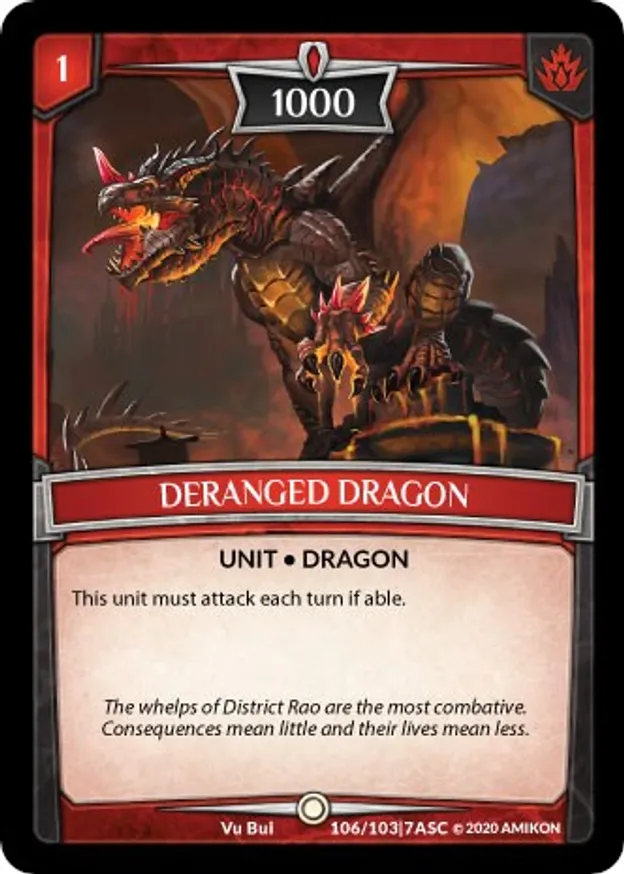 1
1000
DERANGED DRAGON
UNIT • DRAGON
This unit must attack each turn if able.
The whelps of District Rao are the most combative.
Consequences mean little and their lives mean less.
Vu Bui 106/103|7ASC © 2020 AMIKON